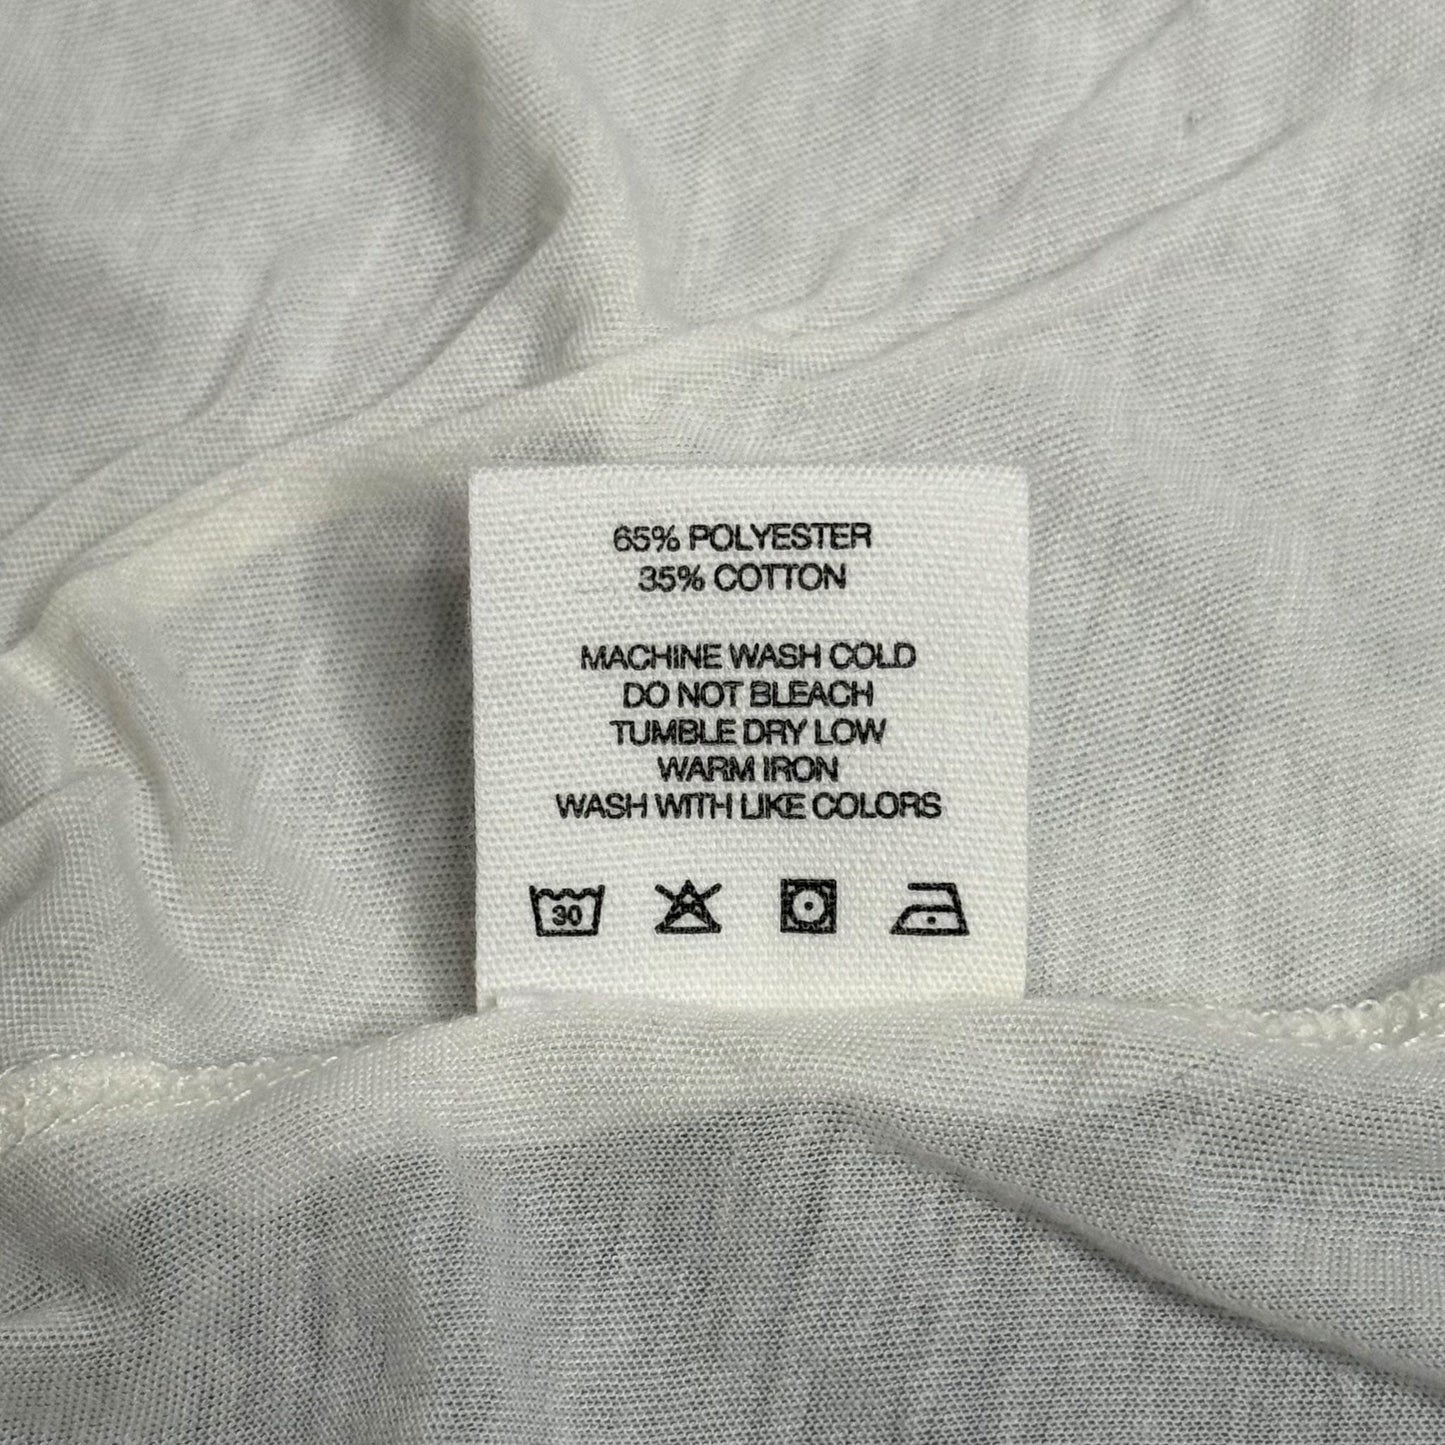 65% POLYESTER
35% COTTON
MACHINE WASH COLD
DO NOT BLEACH
TUMBLE DRY LOW
WARM IRON
WASH WITH LIKE COLORS
30